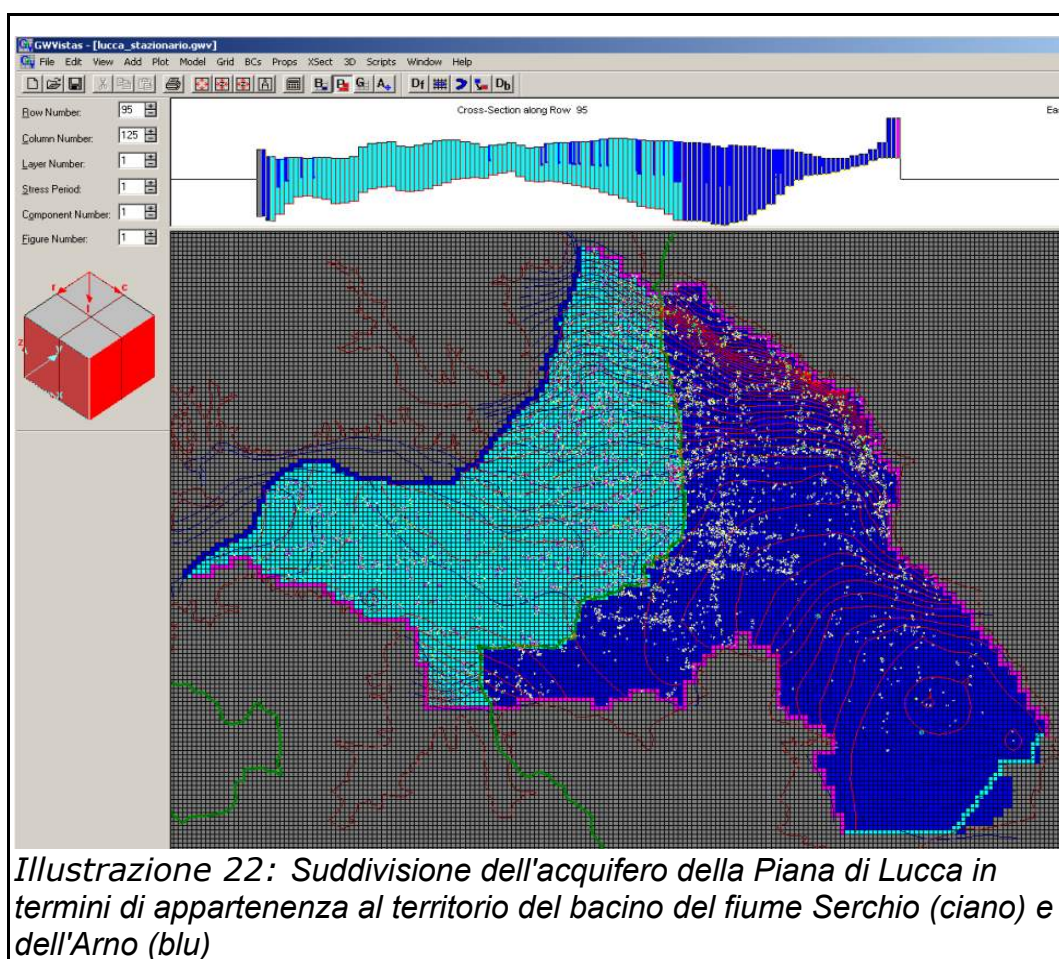 GWVistas - [lucca_stazionario.gwv]
File Edit View Add Plot Model Grid BCs Props XSect 3D Scripts Window Help
Row Number: 95
Column Number: 125
Layer Number: 1
Stress Period: 1
Component Number: 1
Figure Number: 1
Cross-Section along Row 95
Illustrazione 22: Suddivisione dell'acquifero della Piana di Lucca in
termini di appartenenza al territorio del bacino del fiume Serchio (ciano) e
dell'Arno (blu)